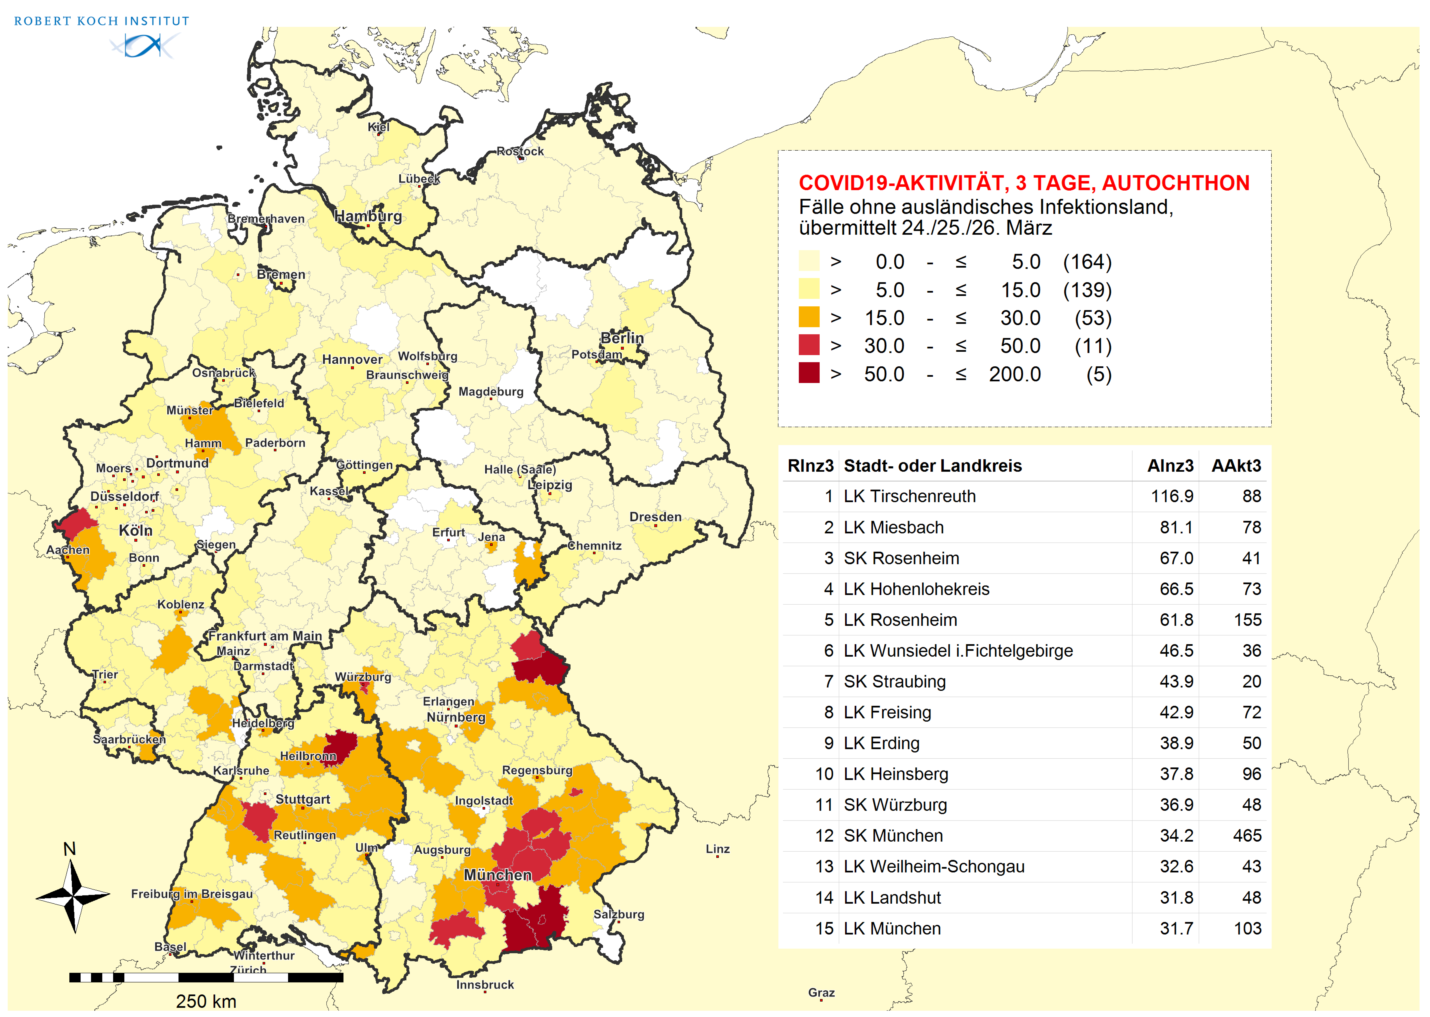 ROBERT KOCH INSTITUT
COVID19-AKTIVITÄT, 3 TAGE, AUTOCHTHON
Fälle ohne ausländisches Infektionsland,
übermittelt 24./25./26. März
> 0.0 - ≤ 5.0 (164)
> 5.0 - ≤ 15.0 (139)
> 15.0 - ≤ 30.0 (53)
> 30.0 - ≤ 50.0 (11)
> 50.0 - ≤ 200.0 (5)
RInz3 Stadt- oder Landkreis AInz3 AAkt3
1 LK Tirschenreuth 116.9 88
2 LK Miesbach 81.1 78
3 SK Rosenheim 67.0 41
4 LK Hohenlohekreis 66.5 73
5 LK Rosenheim 61.8 155
6 LK Wunsiedel i.Fichtelgebirge 46.5 36
7 SK Straubing 43.9 20
8 LK Freising 42.9 72
9 LK Erding 38.9 50
10 LK Heinsberg 37.8 96
11 SK Würzburg 36.9 48
12 SK München 34.2 465
13 LK Weilheim-Schongau 32.6 43
14 LK Landshut 31.8 48
15 LK München 31.7 103
Kiel
Rostock
Lübeck
Bremerhaven
Hamburg
Bremen
Berlin
Potsdam
Hannover
Wolfsburg
Braunschweig
Osnabrück
Magdeburg
Münster
Bielefeld
Hamm
Paderborn
Moers
Dortmund
Göttingen
Halle (Saale)
Leipzig
Düsseldorf
Kassel
Dresden
Köln
Erfurt
Jena
Chemnitz
Siegen
Aachen
Bonn
Koblenz
Frankfurt am Main
Mainz
Darmstadt
Trier
Würzburg
Erlangen
Nürnberg
Heidelberg
Saarbrücken
Heilbronn
Karlsruhe
Regensburg
Stuttgart
Ingolstadt
Reutlingen
Ulm
Augsburg
Linz
München
Freiburg im Breisgau
Salzburg
Basel
Winterthur
Zürich
Innsbruck
Graz
N
250 km